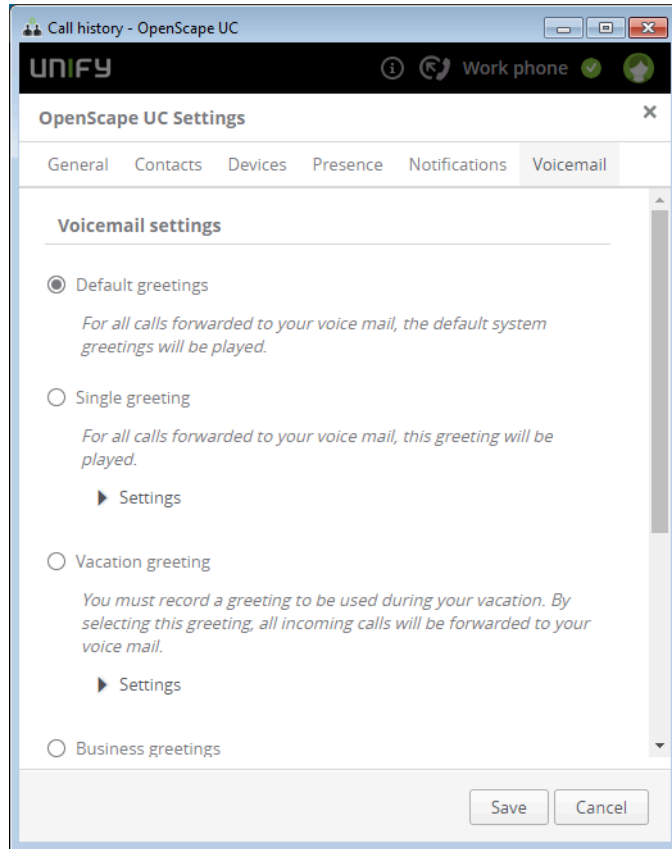 Call history - OpenScape UC
UNIFY
Work phone
OpenScape UC Settings
General Contacts Devices Presence Notifications Voicemail
Voicemail settings
Default greetings
For all calls forwarded to your voice mail, the default system
greetings will be played.
Single greeting
For all calls forwarded to your voice mail, this greeting will be
played.
Settings
Vacation greeting
You must record a greeting to be used during your vacation. By
selecting this greeting, all incoming calls will be forwarded to your
voice mail.
Settings
Business greetings
Save Cancel